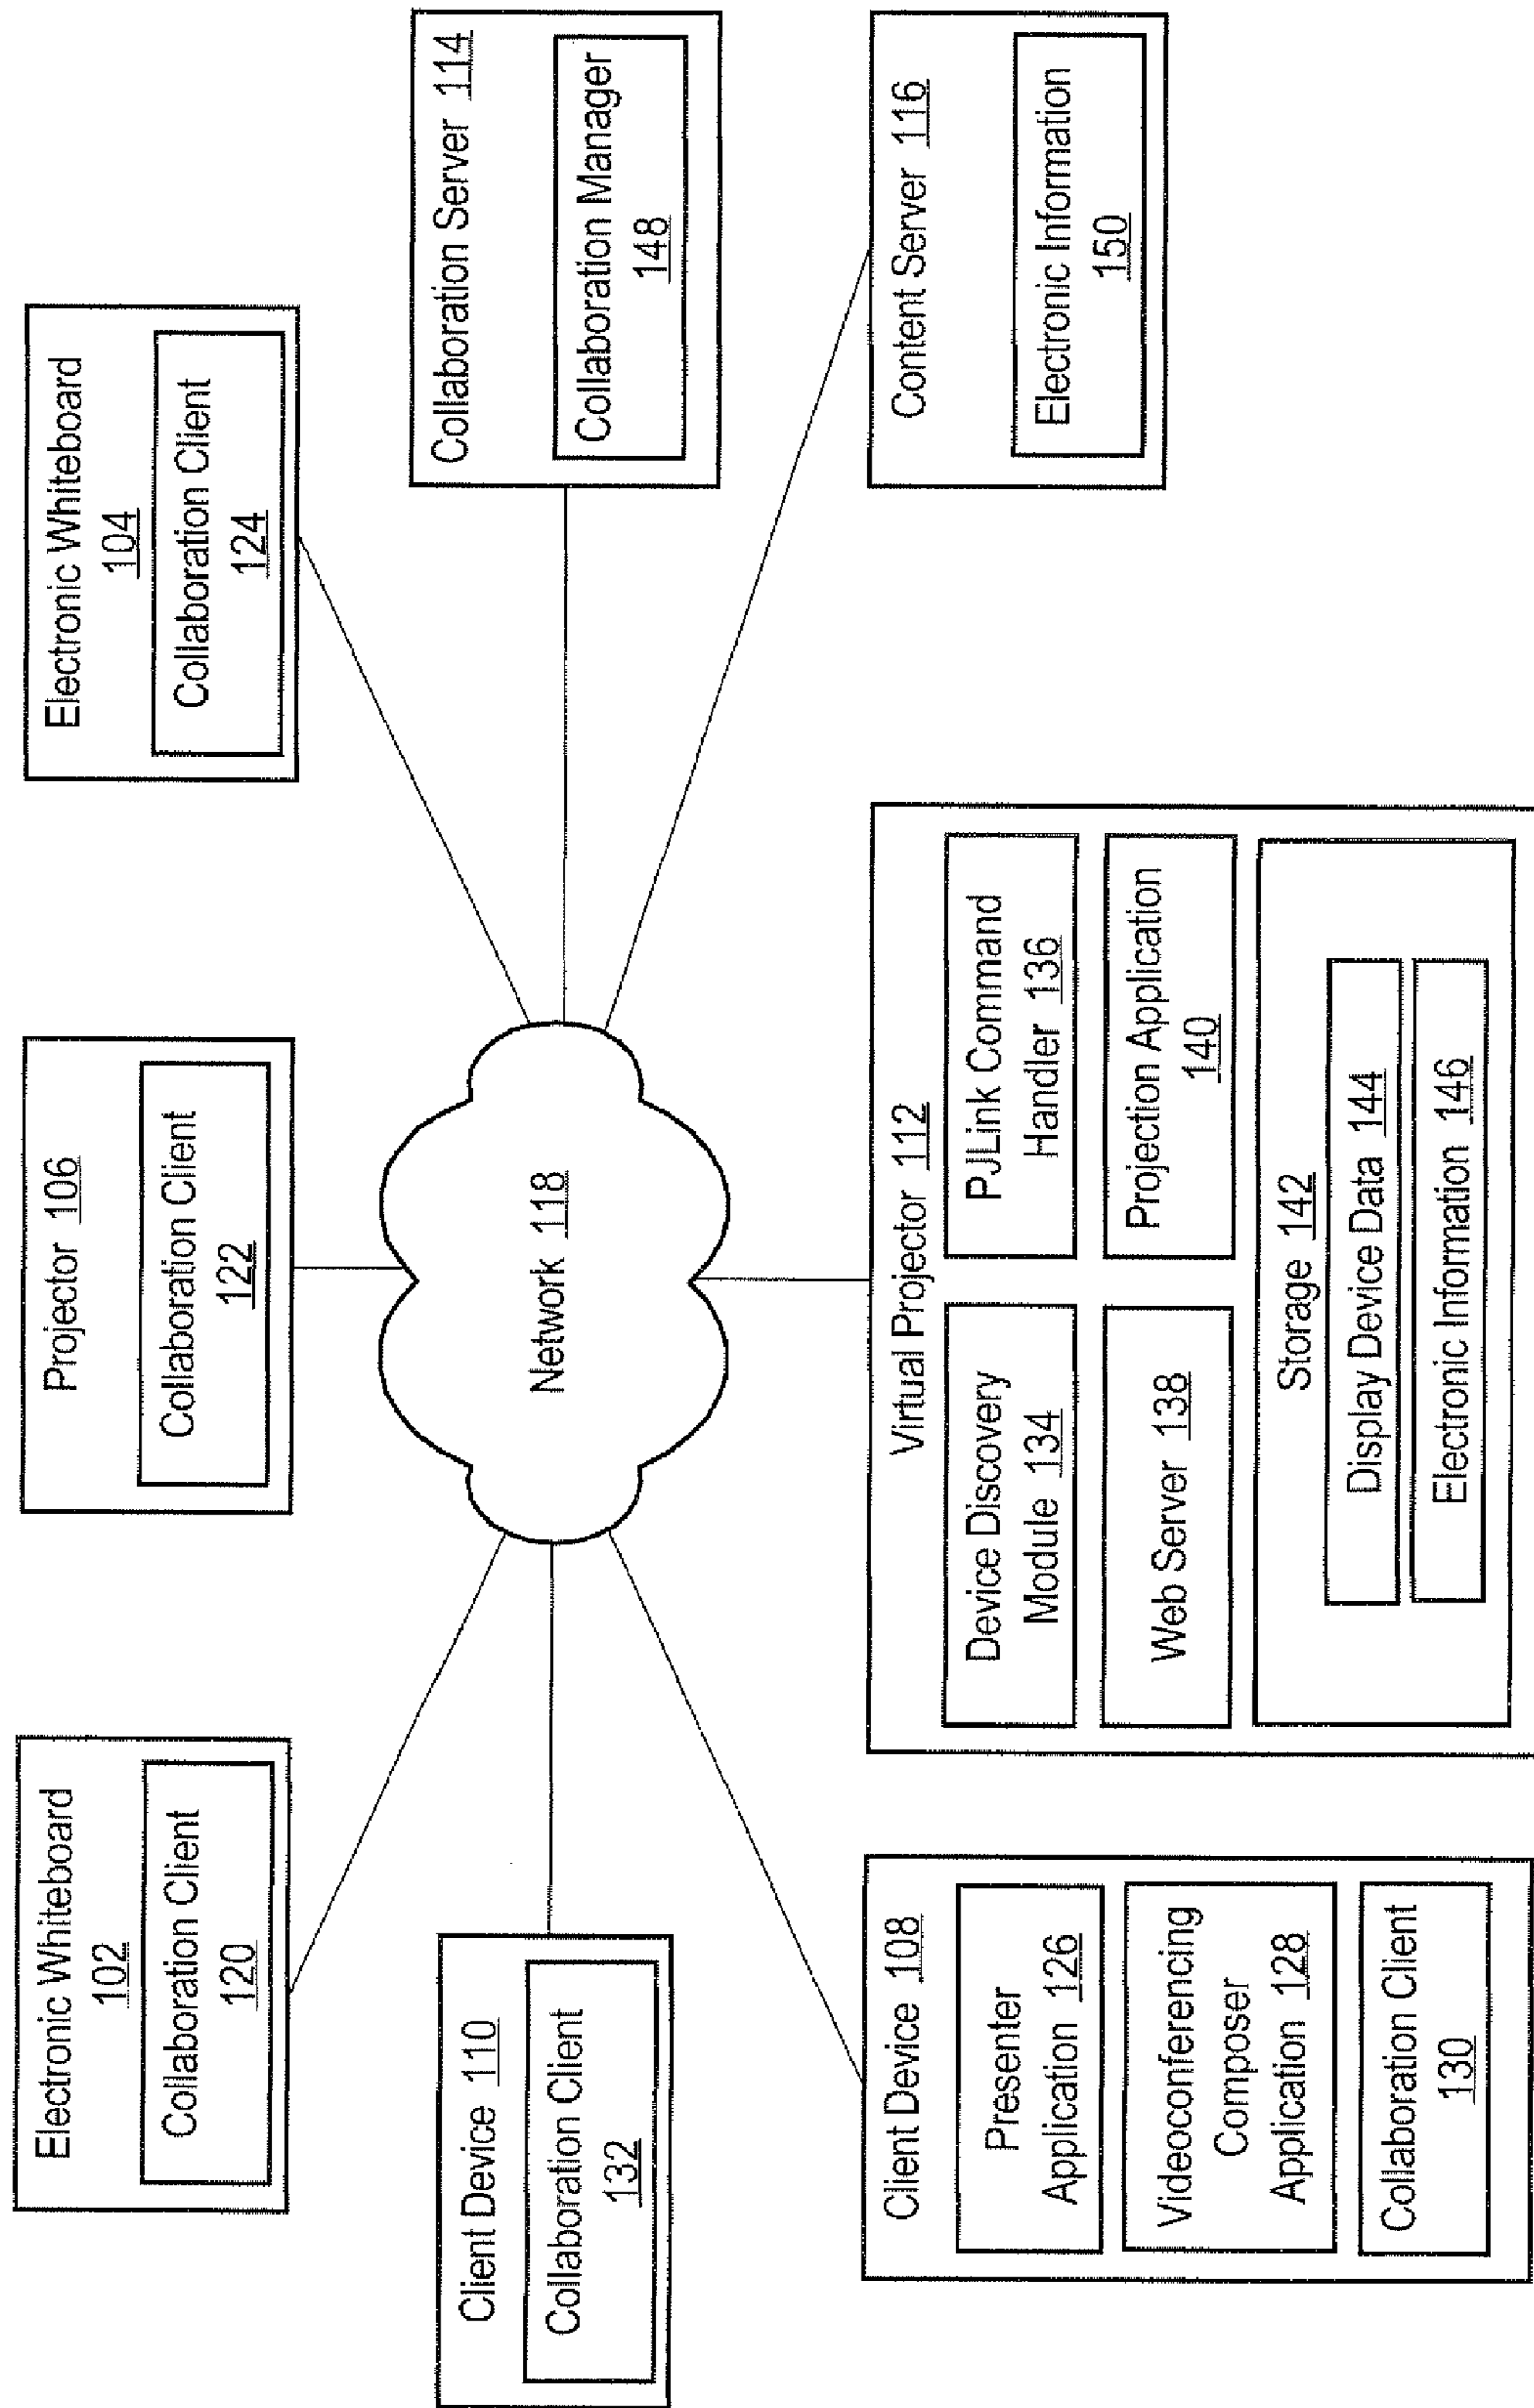 Electronic Whiteboard
102
Collaboration Client
120
Projector 106
Collaboration Client
122
Electronic Whiteboard
104
Collaboration Client
124
Client Device 110
Collaboration Client
132
Network 118
Collaboration Server 114
Collaboration Manager
148
Client Device 108
Presenter
Application 126
Videoconferencing
Composer
Application 128
Collaboration Client
130
Virtual Projector 112
Device Discovery
Module 134
PJLink Command
Handler 136
Web Server 138
Projection Application
140
Storage 142
Display Device Data 144
Electronic Information 146
Content Server 116
Electronic Information
150